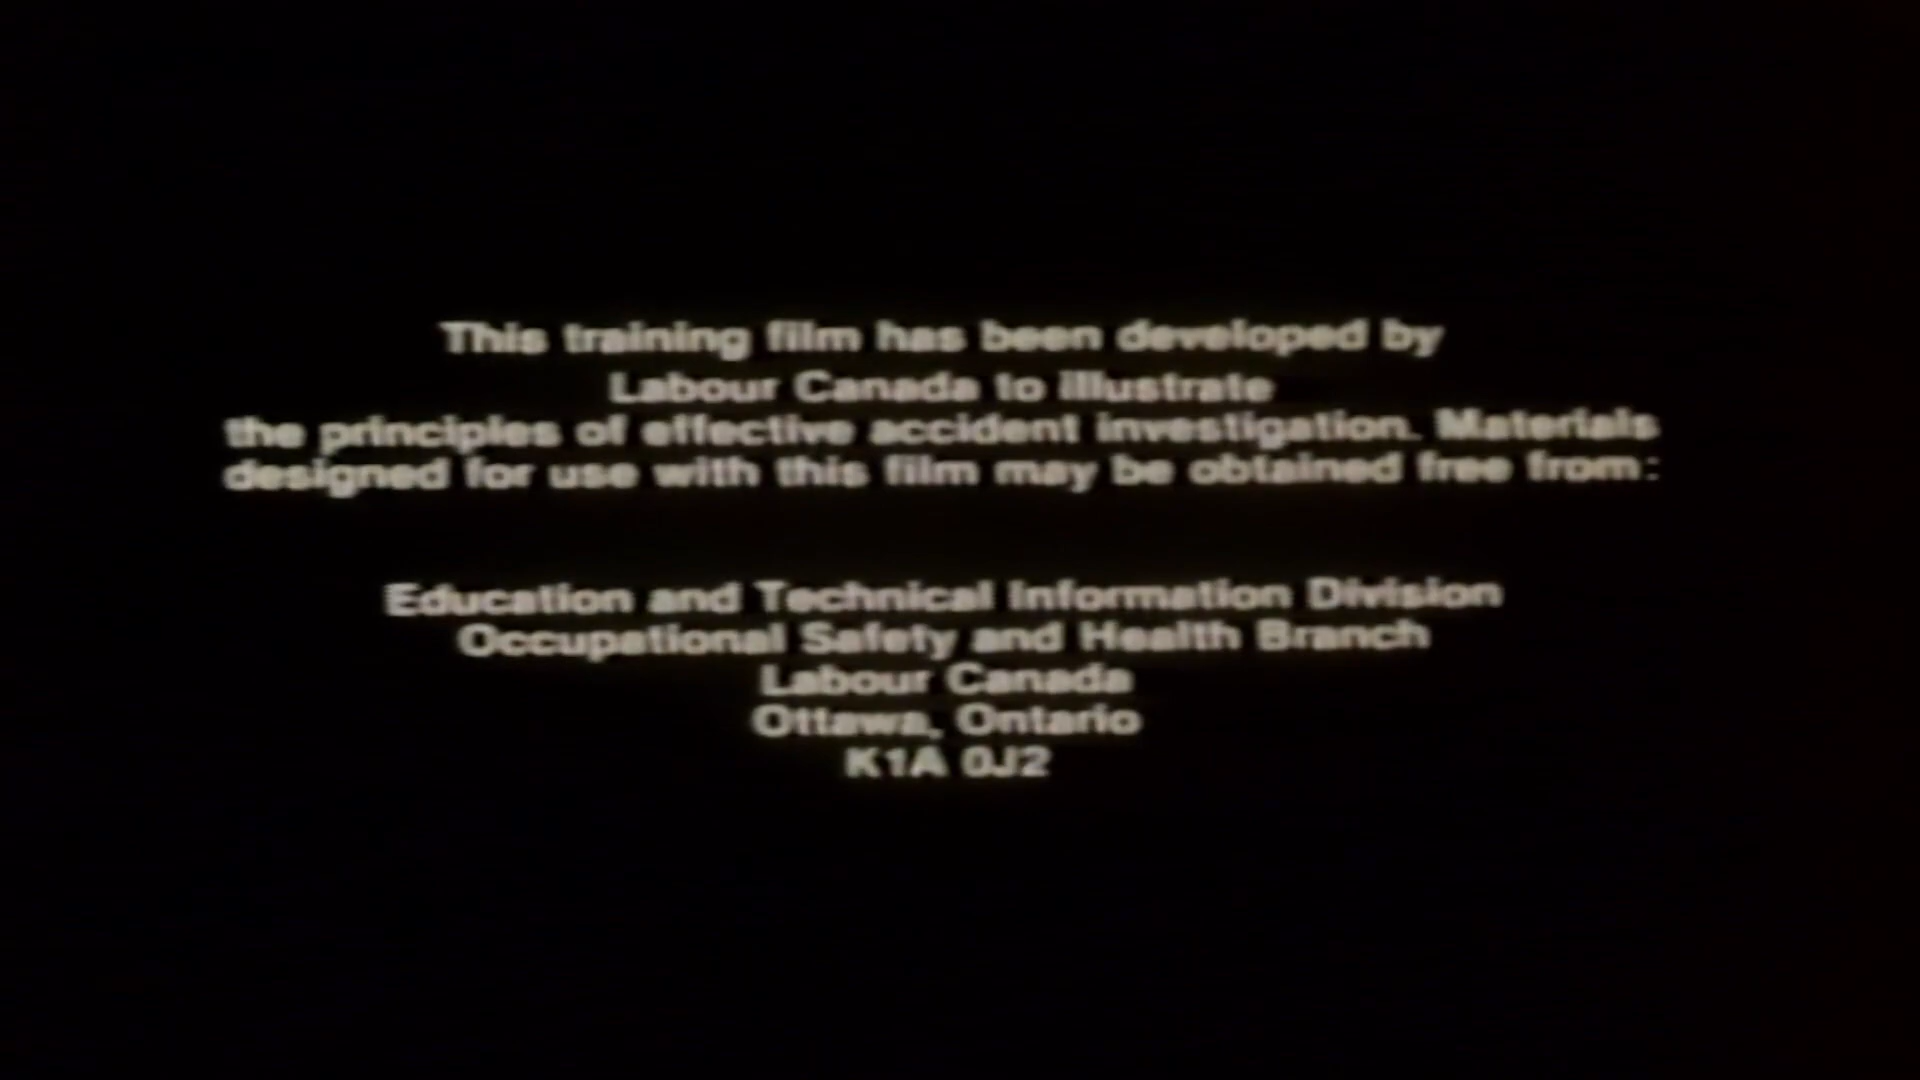 This training film has been developed by
Labour Canada to illustrate
the principles of effective accident investigation. Materials
designed for use with this film may be obtained free from:
Education and Technical Information Division
Occupational Safety and Health Branch
Labour Canada
Ottawa, Ontario
K1A 0J2